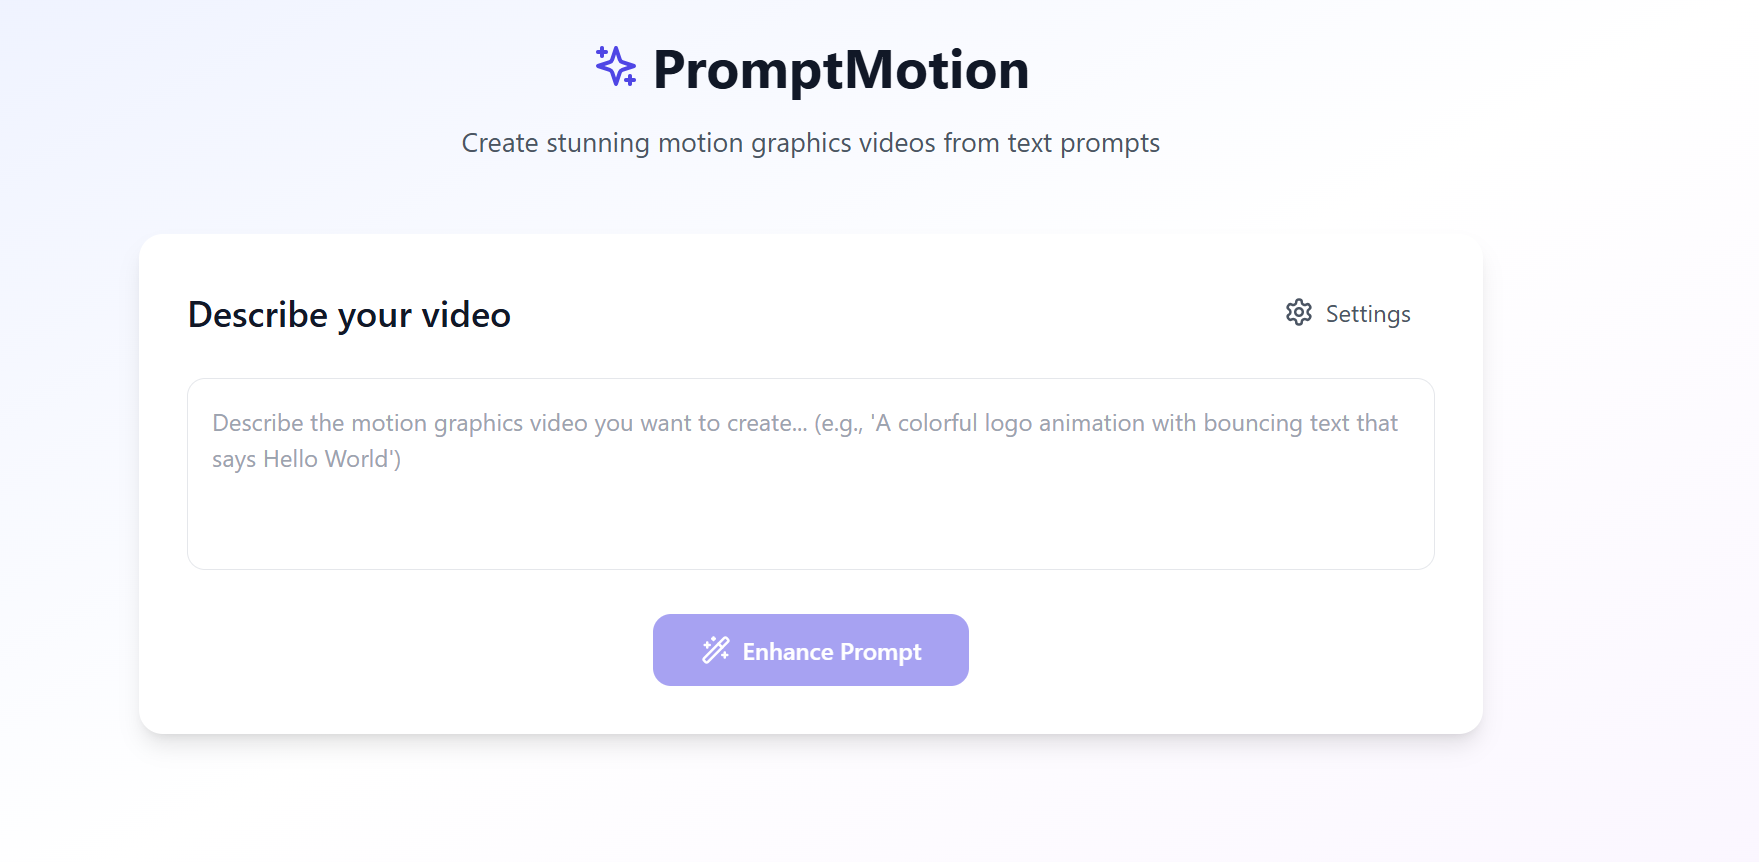 PromptMotion
Create stunning motion graphics videos from text prompts
Describe your video
Settings
Describe the motion graphics video you want to create... (e.g., 'A colorful logo animation with bouncing text that
says Hello World')
Enhance Prompt